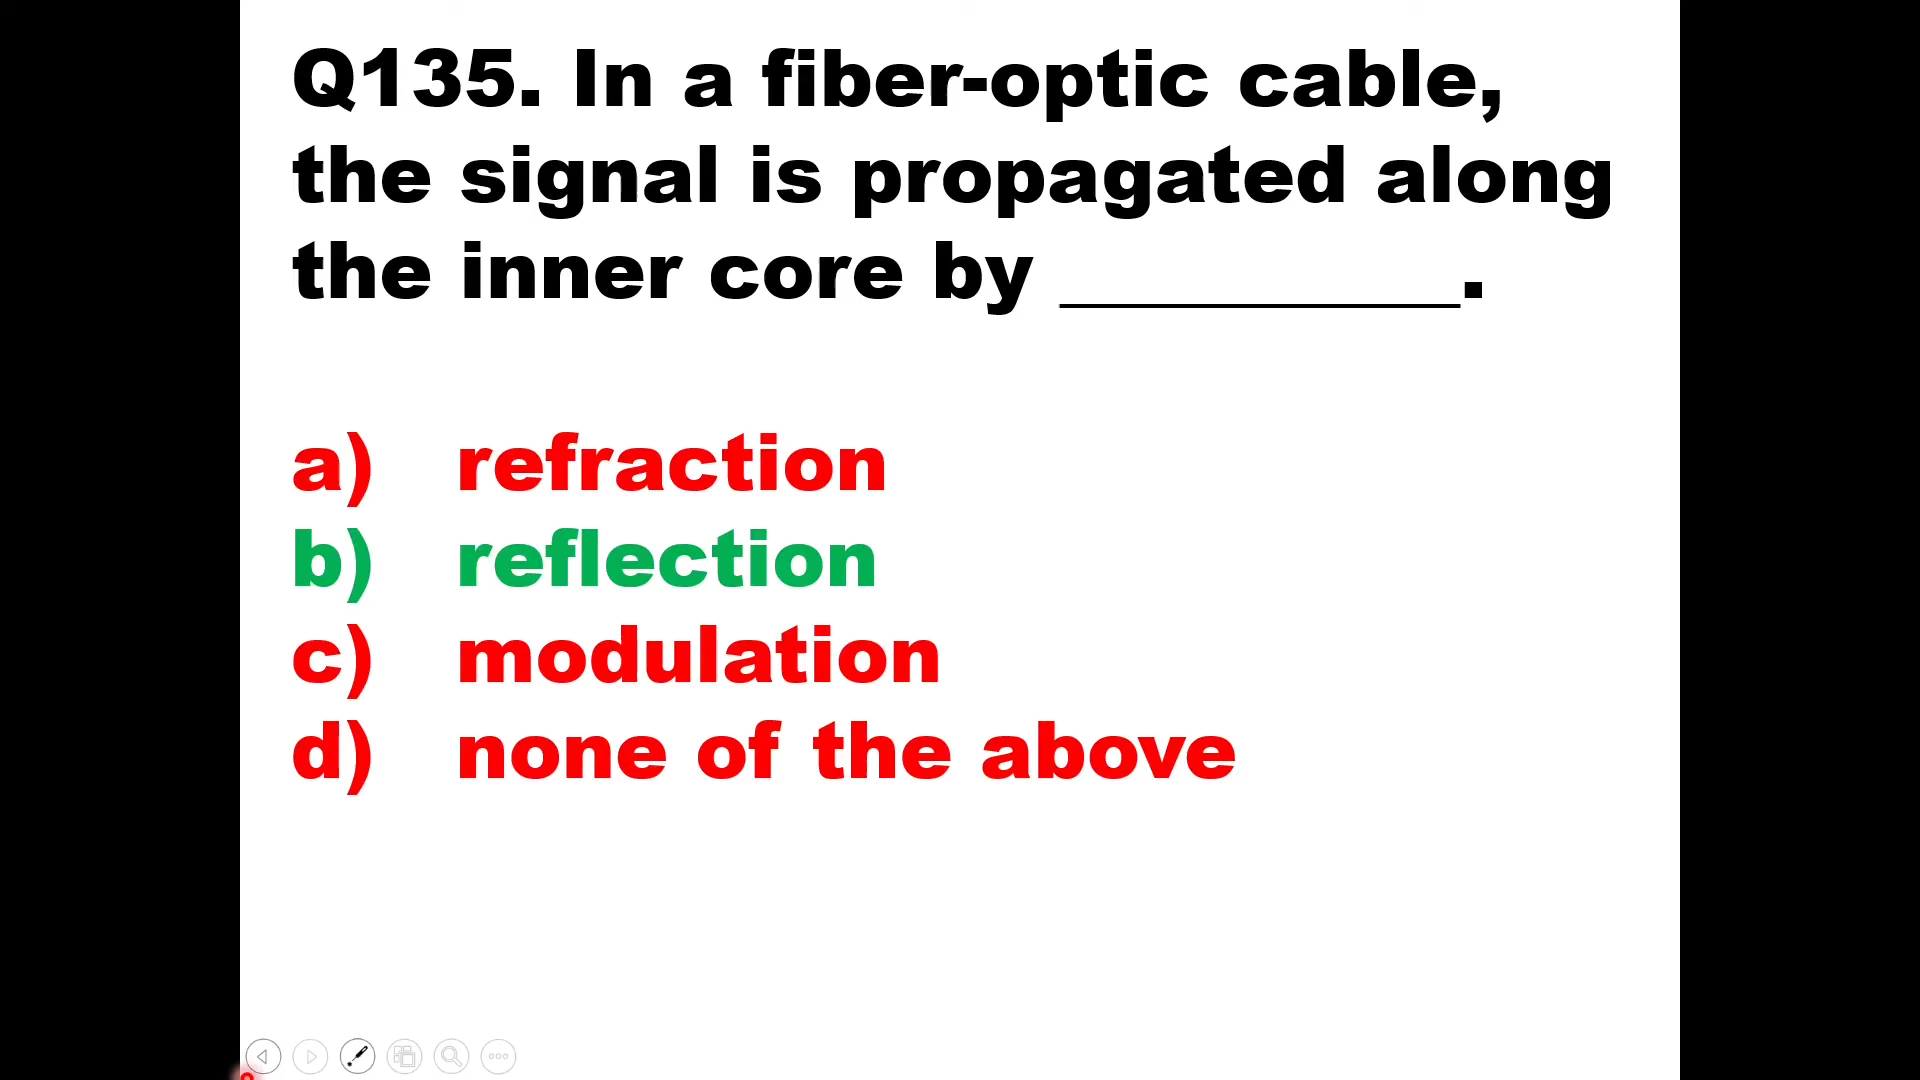 Q135. In a fiber-optic cable,
the signal is propagated along
the inner core by __________.
a) refraction
b) reflection
c) modulation
d) none of the above